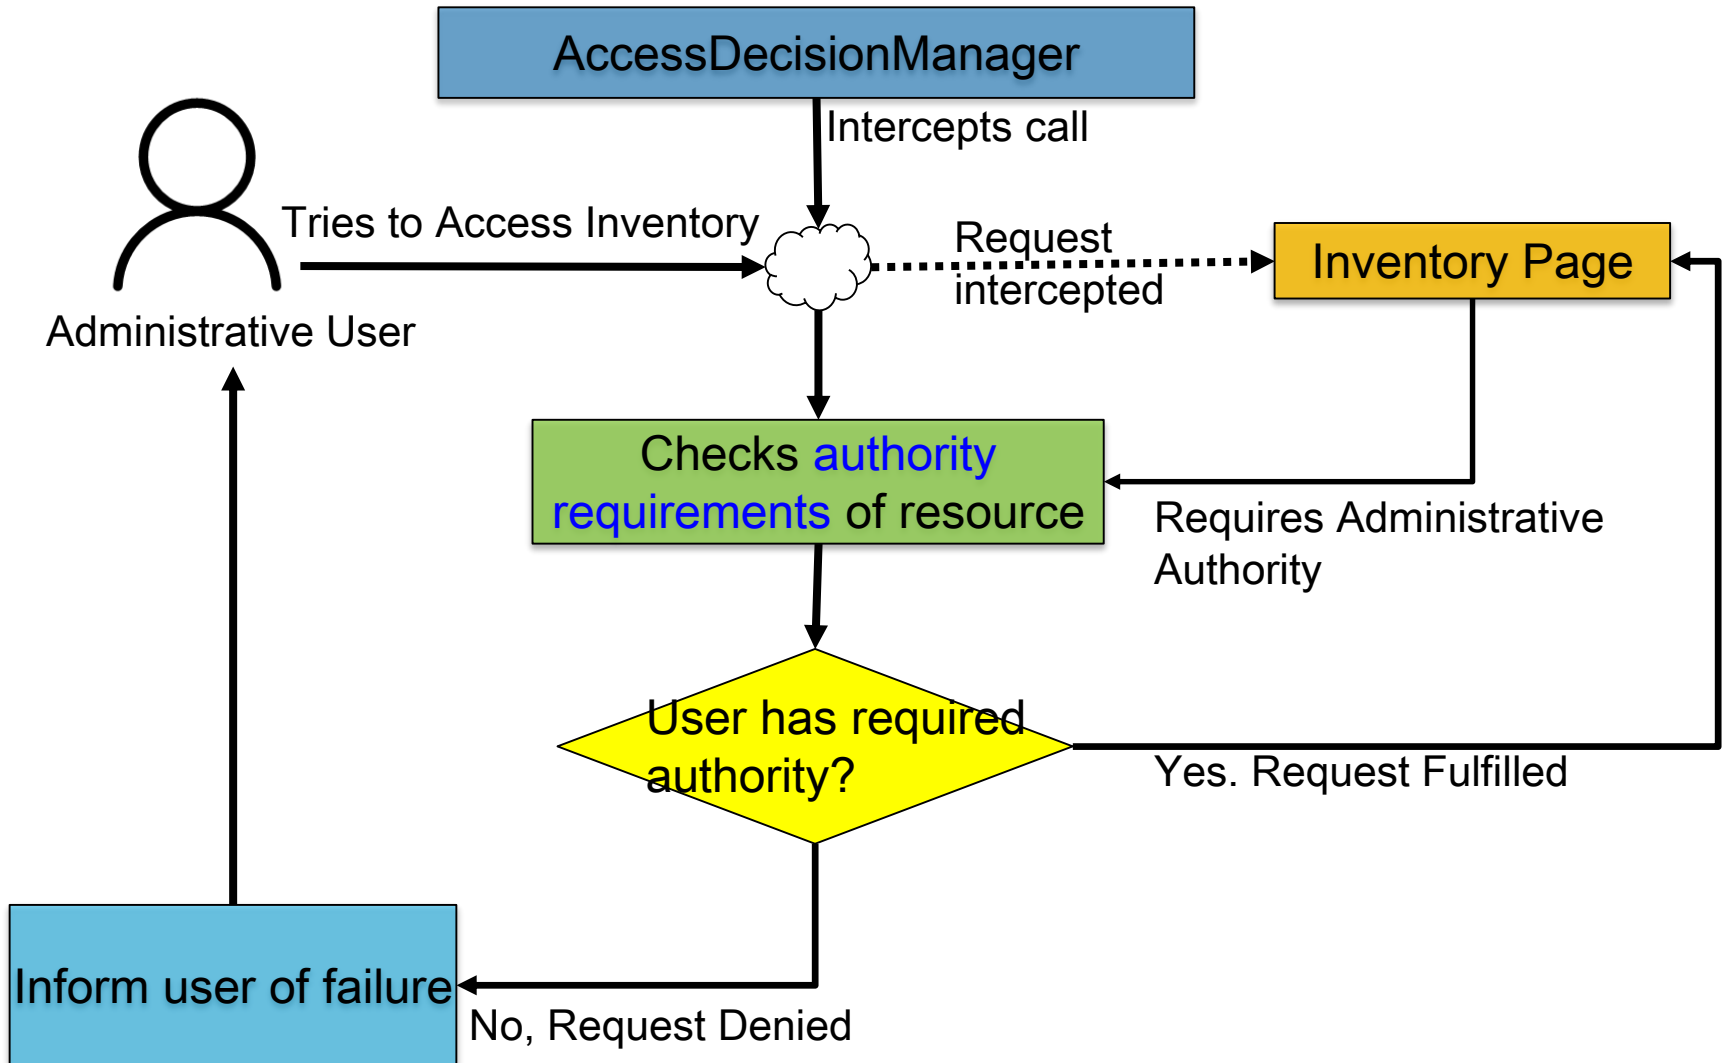 AccessDecisionManager
Intercepts call
Tries to Access Inventory
Request
intercepted
Inventory Page
Administrative User
Checks authority
requirements of resource
Requires Administrative
Authority
User has required
authority?
Yes. Request Fulfilled
Inform user of failure
No, Request Denied